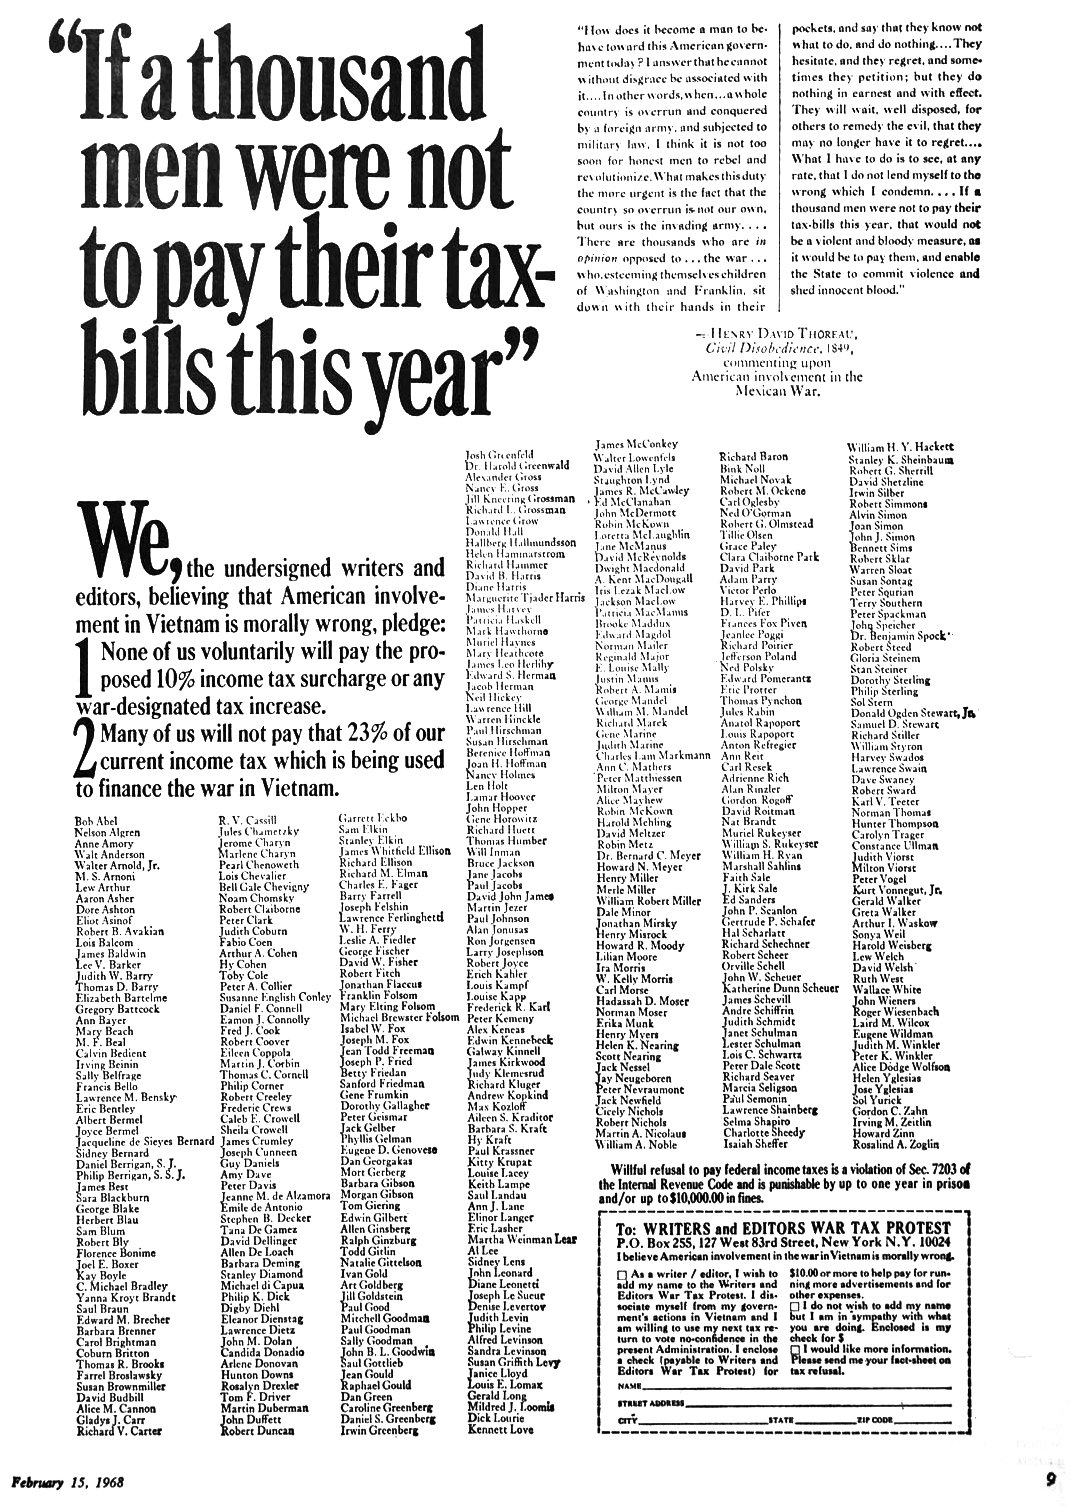 “If a thousand
men were not
to pay their tax-
bills this year”
“How does it become a man to be-
have toward this American govern-
ment today? I answer that he cannot
without disgrace be associated with
it.... In other words, when...a whole
country is overrun and conquered
by a foreign army, and subjected to
military law, I think it is not too
soon for honest men to rebel and
revolutionize. What makes this duty
the more urgent is the fact that the
country so overrun is not our own,
but ours is the invading army....
There are thousands who are in
opinion opposed to...the war...
who, esteeming themselves children
of Washington and Franklin, sit
down with their hands in their
pockets, and say that they know not
what to do, and do nothing.... They
hesitate, and they regret, and some-
times they petition; but they do
nothing in earnest and with effect.
They will wait, well disposed, for
others to remedy the evil, that they
may no longer have it to regret....
What I have to do is to see, at any
rate, that I do not lend myself to the
wrong which I condemn.... If a
thousand men were not to pay their
tax-bills this year, that would not
be a violent and bloody measure, as
it would be to pay them, and enable
the State to commit violence and
shed innocent blood.”
— HENRY DAVID THOREAU,
Civil Disobedience, 1849,
commenting upon
American involvement in the
Mexican War.
We, the undersigned writers and
editors, believing that American involve-
ment in Vietnam is morally wrong, pledge:
1 None of us voluntarily will pay the pro-
posed 10% income tax surcharge or any
war-designated tax increase.
2 Many of us will not pay that 23% of our
current income tax which is being used
to finance the war in Vietnam.
Bob Abel
Nelson Algren
Anne Amory
Walt Anderson
Walter Arnold, Jr.
M. S. Arnoni
Lew Arthur
Aaron Asher
Dore Ashton
Eliot Asinof
Robert B. Avakian
Lois Balcom
James Baldwin
Lee V. Barker
Judith W. Barry
Thomas D. Barry
Elizabeth Bartelme
Gregory Battcock
Ann Bayer
Mary Beach
M. F. Beal
Calvin Bedient
Irving Beinin
Sally Belfrage
Francis Bello
Lawrence M. Bensky
Eric Bentley
Albert Bermel
Joyce Bermel
Jacqueline de Sieyes Bernard
Sidney Bernard
Daniel Berrigan, S. J.
Philip Berrigan, S. S. J.
James Best
Sara Blackburn
George Blake
Herbert Blau
Sam Blum
Robert Bly
Florence Bonime
Joel E. Boxer
Kay Boyle
C. Michael Bradley
Yanna Kroyt Brandt
Saul Braun
Edward M. Brecher
Barbara Brenner
Carol Brightman
Coburn Britton
Thomas R. Brooks
Farrel Broslawsky
Susan Brownmiller
David Budbill
Alice M. Cannon
Gladys J. Carr
Richard V. Carter
R. V. Cassill
Jules Chametzky
Jerome Charyn
Marlene Charyn
Pearl Chenoweth
Lois Chevalier
Bell Gale Chevigny
Noam Chomsky
Robert Claiborne
Peter Clark
Judith Coburn
Fabio Coen
Arthur A. Cohen
Hy Cohen
Toby Cole
Peter A. Collier
Susanne English Conley
Daniel F. Connell
Eamon J. Connolly
Fred J. Cook
Robert Coover
Eileen Coppola
Martin J. Corbin
Thomas C. Cornell
Philip Corner
Robert Creeley
Frederic Crews
Caleb E. Crowell
Sheila Crowell
James Crumley
Joseph Cunneen
Guy Daniels
Amy Dave
Peter Davis
Jeanne M. de Alzamora
Emile de Antonio
Stephen B. Decker
Tana De Gamez
David Dellinger
Allen De Loach
Barbara Deming
Stanley Diamond
Michael di Capua
Philip K. Dick
Digby Diehl
Eleanor Dienstag
Lawrence Dietz
John M. Dolan
Candida Donadio
Arlene Donovan
Hunton Downs
Rosalyn Drexler
Tom F. Driver
Martin Duberman
John Duffett
Robert Duncan
Garrett Eckbo
Sam Elkin
Stanley Elkin
James Whitfield Ellison
Richard Ellison
Richard M. Elman
Charles E. Fager
Barry Farrell
Joseph Felshin
Lawrence Ferlinghetti
W. H. Ferry
Leslie A. Fiedler
George Fischer
David W. Fisher
Robert Fitch
Jonathan Flaccus
Franklin Folsom
Mary Elting Folsom
Michael Brewster Folsom
Isabel W. Fox
Joseph M. Fox
Jean Todd Freeman
Joseph P. Fried
Betty Friedan
Sanford Friedman
Gene Frumkin
Dorothy Gallagher
Peter Geismar
Jack Gelber
Phyllis Gelman
Eugene D. Genovese
Dan Georgakas
Mort Gerberg
Barbara Gibson
Morgan Gibson
Tom Giering
Edwin Gilbert
Allen Ginsberg
Ralph Ginzburg
Todd Gitlin
Natalie Gittelson
Ivan Gold
Art Goldberg
Jill Goldstein
Paul Good
Mitchell Goodman
Paul Goodman
Sally Goodman
John B. L. Goodwin
Saul Gottlieb
Jean Gould
Raphael Gould
Dan Green
Caroline Greenberg
Daniel S. Greenberg
Irwin Greenberg
Josh Greenfeld
Dr. Harold Greenwald
Alexander Gross
Nancy E. Gross
Jill Kneering Grossman
Richard L. Grossman
Lawrence Grow
Donald Hall
Hallberg Hallmundsson
Helen Hammarstrom
Richard Hammer
David B. Harris
Diane Harris
Marguerite Tjader Harris
James Harvey
Patricia Haskell
Mark Hawthorne
Muriel Haynes
Mary Heathcote
James Leo Herlihy
Edward S. Herman
Jacob Herman
Neil Hickey
Lawrence Hill
Warren Hinckle
Paul Hirschman
Susan Hirschman
Berenice Hoffman
Joan H. Hoffman
Nancy Holmes
Len Holt
Lamar Hoover
John Hopper
Gene Horowitz
Richard Huett
Thomas Humber
Will Inman
Bruce Jackson
Jane Jacobs
Paul Jacobs
David John James
Martin Jezer
Paul Johnson
Alan Jonusas
Ron Jorgensen
Larry Josephson
Robert Joyce
Erich Kahler
Louis Kampf
Louise Kapp
Frederick R. Karl
Peter Kemeny
Alex Keneas
Edwin Kennebeck
Galway Kinnell
James Kirkwood
Judy Klemesrud
Richard Kluger
Andrew Kopkind
Max Kozloff
Aileen S. Kraditor
Barbara S. Kraft
Hy Kraft
Paul Krassner
Kitty Krupat
Louise Lacey
Keith Lampe
Saul Landau
Ann J. Lane
Elinor Langer
Eric Lasher
Martha Weinman Lear
Al Lee
Sidney Lens
John Leonard
Diane Leonetti
Joseph Le Sueur
Denise Levertov
Judith Levin
Philip Levine
Alfred Levinson
Sandra Levinson
Susan Griffith Levy
Janice Lloyd
Louis E. Lomax
Gerald Long
Mildred J. Loomis
Dick Lourie
Kennett Love
James McConkey
Walter Lowenfels
David Allen Lyle
Staughton Lynd
James R. McCawley
Ed McClanahan
John McDermott
Robin McKown
Loretta McLaughlin
Jane McManus
David McReynolds
Dwight Macdonald
A. Kent MacDougall
Iris Lezak MacLow
Jackson MacLow
Patricia MacManus
Brooke Maddux
Edward Magdol
Norman Mailer
Reginald Major
E. Louise Mally
Justin Manus
Robert A. Mamis
George Mandel
William M. Mandel
Richard Marek
Gene Marine
Judith Marine
Charles Lam Markmann
Ann C. Mathers
Peter Matthiessen
Milton Mayer
Alice Mayhew
Robin McKown
Harold Mehling
David Meltzer
Robin Metz
Dr. Bernard C. Meyer
Howard N. Meyer
Henry Miller
Merle Miller
William Robert Miller
Dale Minor
Jonathan Mirsky
Henry Misrock
Howard R. Moody
Lilian Moore
Ira Morris
W. Kelly Morris
Carl Morse
Hadassah D. Moser
Norman Moser
Erika Munk
Henry Myers
Helen K. Nearing
Scott Nearing
Jack Nessel
Jay Neugeboren
Peter Nevraumont
Jack Newfield
Cicely Nichols
Robert Nichols
Martin A. Nicolaus
William A. Noble
Richard Baron
Bink Noll
Michael Novak
Robert M. Ockene
Carl Oglesby
Ned O'Gorman
Robert G. Olmstead
Tillie Olsen
Grace Paley
Clara Claiborne Park
David Park
Adam Parry
Victor Perlo
Harvey E. Phillips
D. L. Pifer
Frances Fox Piven
Jeanlee Poggi
Richard Poirier
Jefferson Poland
Ned Polsky
Edward Pomerantz
Eric Protter
Thomas Pynchon
Jules Rabin
Anatol Rapoport
Louis Rapoport
Anton Refregier
Ann Reit
Carl Resek
Adrienne Rich
Alan Rinzler
Gordon Rogoff
David Roitman
Nat Brandt
Muriel Rukeyser
William S. Rukeyser
William H. Ryan
Marshall Sahlins
Faith Sale
J. Kirk Sale
Ed Sanders
John P. Scanlon
Gertrude P. Schafer
Hal Scharlatt
Richard Schechner
Robert Scheer
Orville Schell
John W. Scheuer
Katherine Dunn Scheuer
James Schevill
Andre Schiffrin
Judith Schmidt
Janet Schulman
Lester Schulman
Lois C. Schwartz
Peter Dale Scott
Richard Seaver
Marcia Seligson
Paul Semonin
Lawrence Shainberg
Selma Shapiro
Charlotte Sheedy
Isaiah Sheffer
William H. Y. Hackett
Stanley K. Sheinbaum
Robert G. Sherrill
David Shetzline
Irwin Silber
Robert Simmons
Alvin Simon
Joan Simon
John J. Simon
Bennett Sims
Robert Sklar
Warren Sloat
Susan Sontag
Peter Spurian
Terry Southern
Peter Spackman
John Speicher
Dr. Benjamin Spock
Robert Steed
Gloria Steinem
Stan Steiner
Dorothy Sterling
Philip Sterling
Sol Stern
Donald Ogden Stewart, Jr.
Samuel D. Stewart
Richard Stiller
William Styron
Harvey Swados
Lawrence Swain
Dave Swaney
Robert Sward
Karl V. Teeter
Norman Thomas
Hunter Thompson
Carolyn Trager
Constance Ullman
Judith Viorst
Milton Viorst
Peter Vogel
Kurt Vonnegut, Jr.
Gerald Walker
Greta Walker
Arthur I. Waskow
Sonya Weil
Harold Weisberg
Lew Welch
David Welsh
Ruth West
Wallace White
John Wieners
Roger Wiesenbach
Laird M. Wilcox
Eugene Wildman
Judith M. Winkler
Peter K. Winkler
Alice Dodge Wolfson
Helen Yglesias
Jose Yglesias
Sol Yurick
Gordon C. Zahn
Irving M. Zeitlin
Howard Zinn
Rosalind A. Zoglin
Willful refusal to pay federal income taxes is a violation of Sec. 7203 of
the Internal Revenue Code and is punishable by up to one year in prison
and/or up to $10,000.00 in fines.
To: WRITERS and EDITORS WAR TAX PROTEST
P.O. Box 255, 127 West 83rd Street, New York N.Y. 10024
I believe American involvement in the war in Vietnam is morally wrong.
☐ As a writer / editor, I wish to
add my name to the Writers and
Editors War Tax Protest. I dis-
sociate myself from my govern-
ment's actions in Vietnam and I
am willing to use my next tax re-
turn to vote no-confidence in the
present Administration. I enclose
a check (payable to Writers and
Editors War Tax Protest) for
$10.00 or more to help pay for run-
ning more advertisements and for
other expenses.
☐ I do not wish to add my name
but I am in sympathy with what
you are doing. Enclosed is my
check for $
☐ I would like more information.
Please send me your fact-sheet on
tax refusal.
NAME
STREET ADDRESS
CITY STATE ZIP CODE
February 15, 1968
9